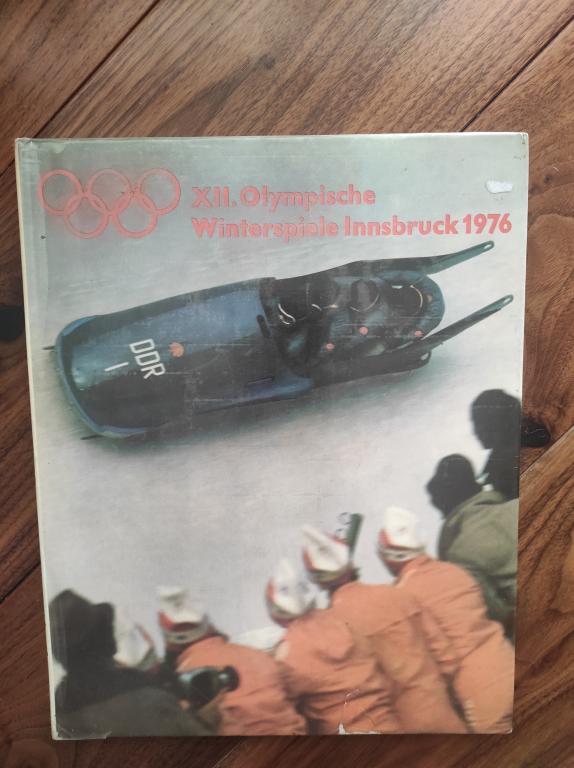 XII. Olympische
Winterspiele Innsbruck 1976
DDR
I